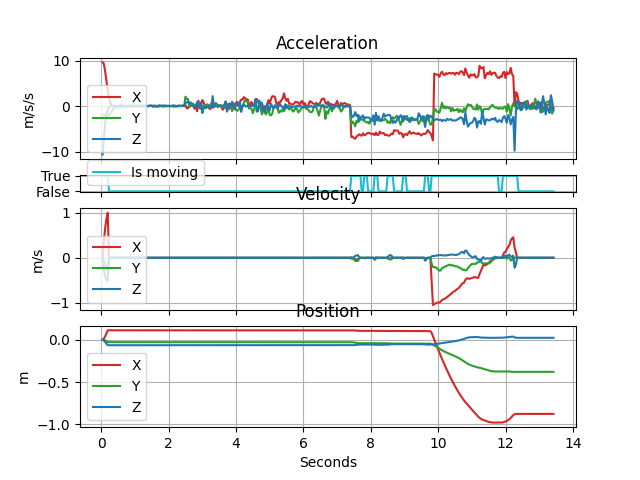 Acceleration
10
0
−10
m/s/s
X
Y
Z
True
False
Is moving
Velocity
1
0
−1
m/s
X
Y
Z
Position
0.0
−0.5
−1.0
m
X
Y
Z
0 2 4 6 8 10 12 14
Seconds